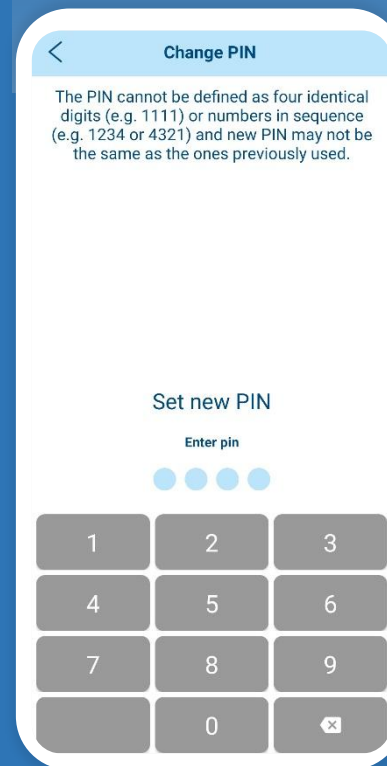 Change PIN
The PIN cannot be defined as four identical
digits (e.g. 1111) or numbers in sequence
(e.g. 1234 or 4321) and new PIN may not be
the same as the ones previously used.
Set new PIN
Enter pin
1 2 3
4 5 6
7 8 9
0